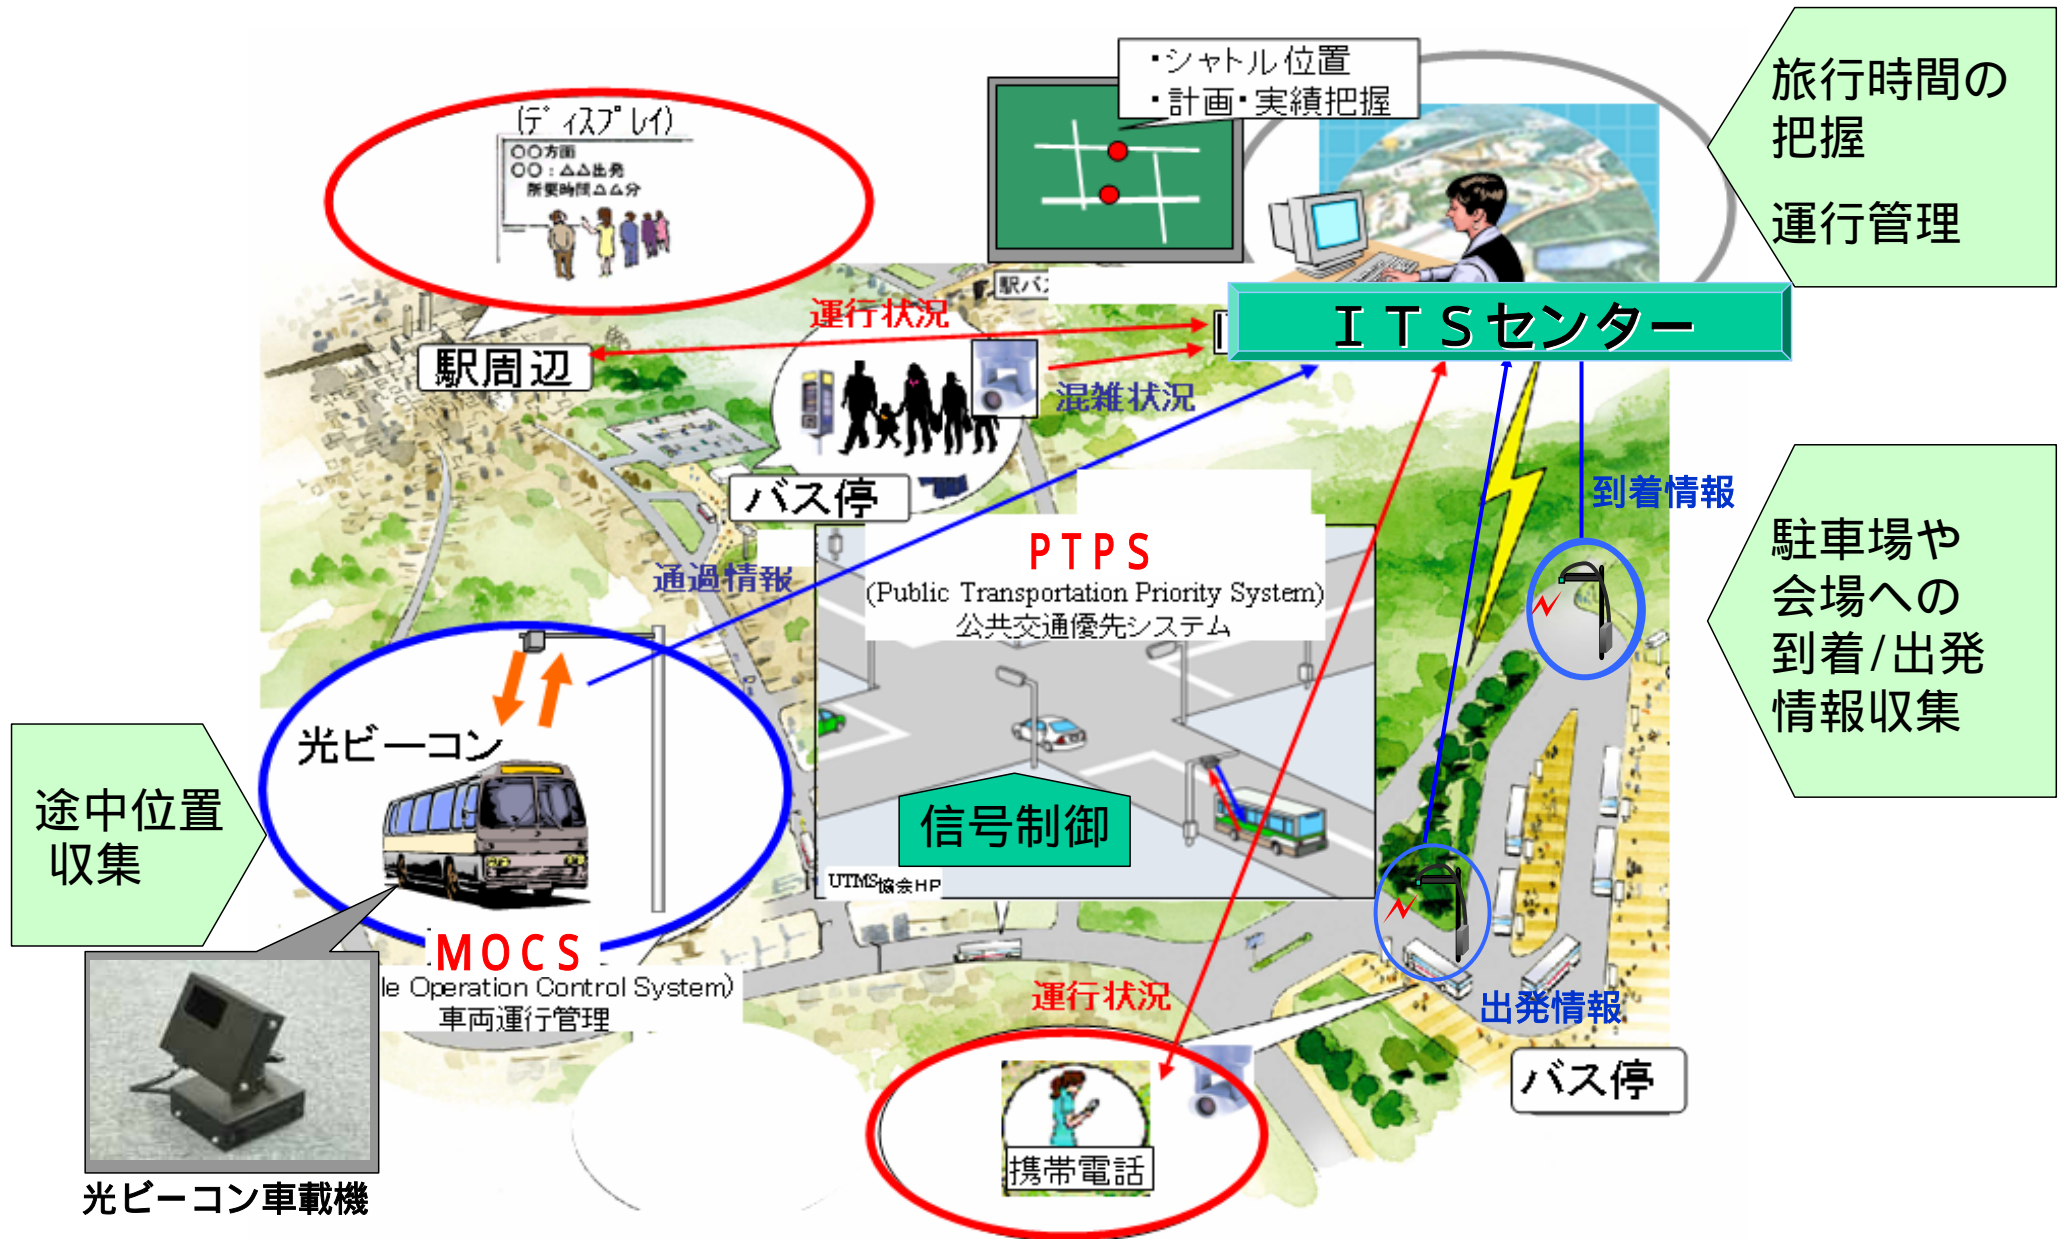 ・シャトル位置
・計画・実績把握
旅行時間の
把握
運行管理
(ディスプレイ)
○○方面
○○：△△出発
所要時間△△分
駅バス
ITSセンター
運行状況
駅周辺
混雑状況
バス停
到着情報
駐車場や
会場への
到着/出発
情報収集
PTPS
(Public Transportation Priority System)
公共交通優先システム
通過情報
光ビーコン
信号制御
途中位置
収集
UTMS協会HP
MOCS
le Operation Control System)
車両運行管理
運行状況
出発情報
バス停
携帯電話
光ビーコン車載機